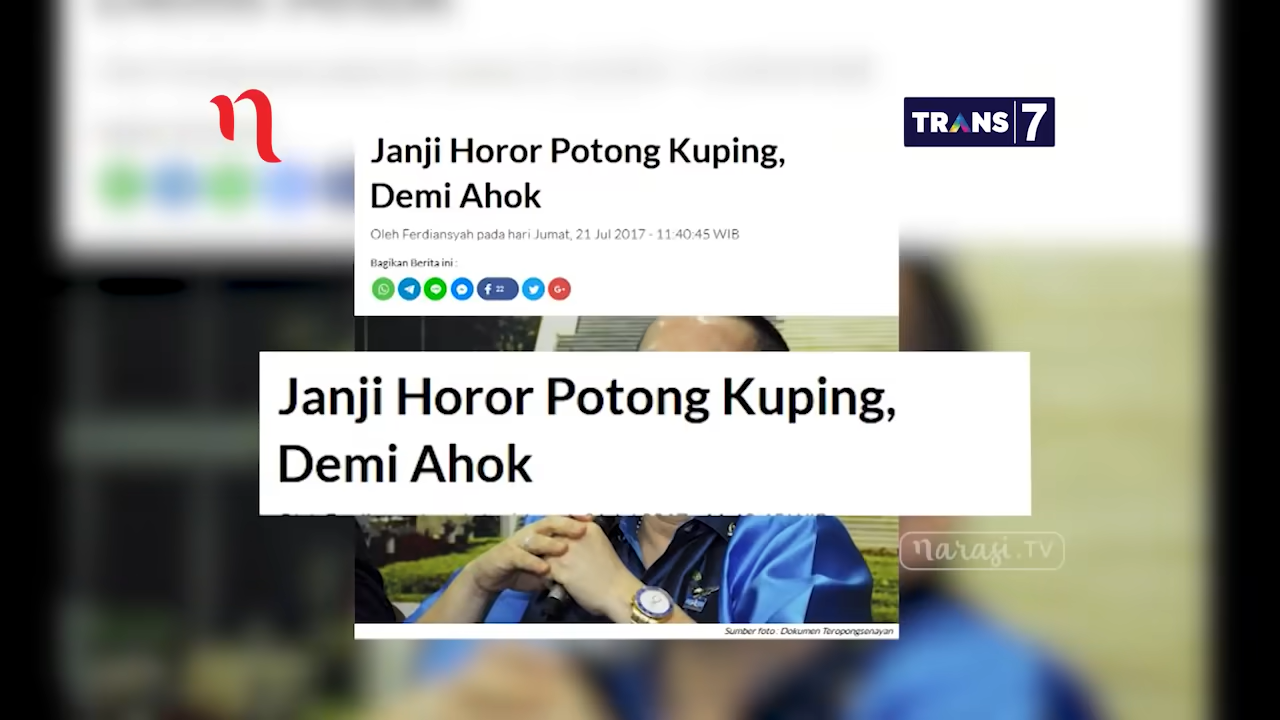 TRANS 7
Janji Horor Potong Kuping,
Demi Ahok
Oleh Ferdiansyah pada hari Jumat, 21 Jul 2017 - 11:40:45 WIB
Bagikan Berita ini :
22
G+
Janji Horor Potong Kuping,
Demi Ahok
narasi.TV
Sumber foto : Dokumen Teropongsenayan